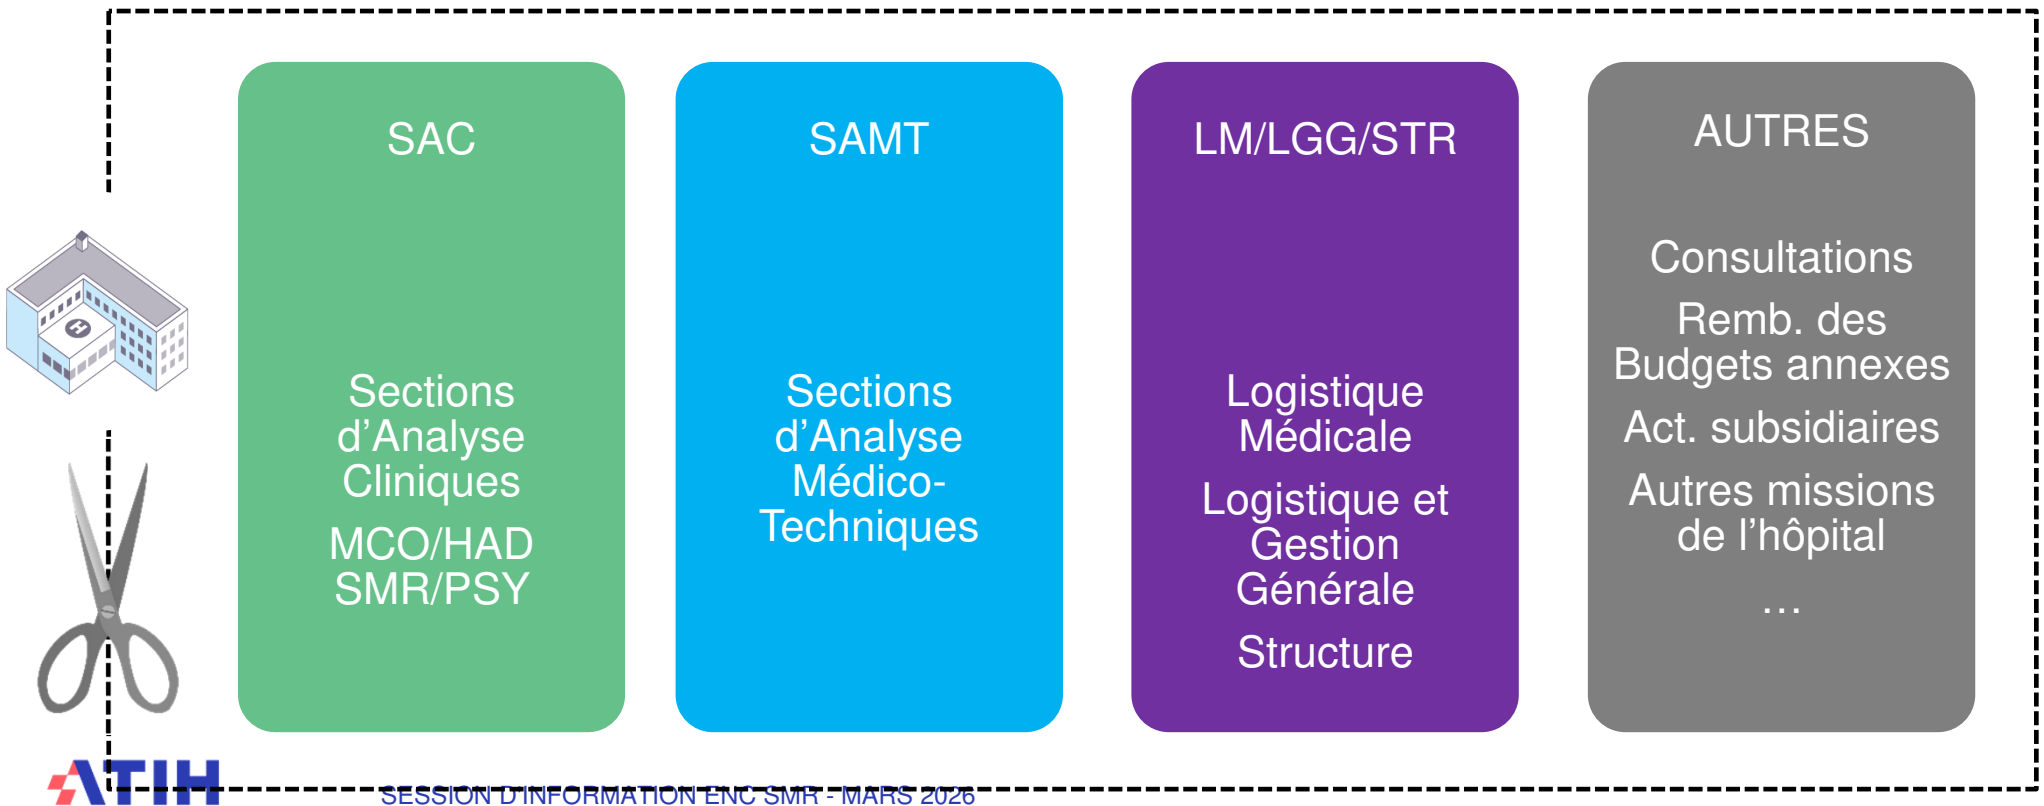 SAC
Sections
d’Analyse
Cliniques
MCO/HAD
SMR/PSY
SAMT
Sections
d’Analyse
Médico-
Techniques
LM/LGG/STR
Logistique
Médicale
Logistique et
Gestion
Générale
Structure
AUTRES
Consultations
Remb. des
Budgets annexes
Act. subsidiaires
Autres missions
de l’hôpital
…
H
ATIH
SESSION D'INFORMATION ENC SMR - MARS 2026